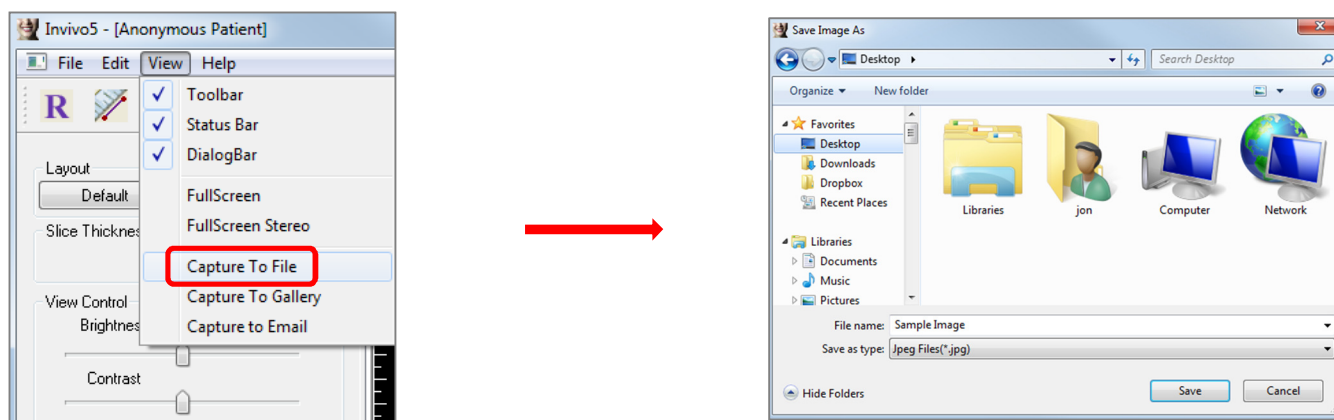 Invivo5 - [Anonymous Patient]
File Edit View Help
R
Toolbar
Status Bar
DialogBar
Layout
Default
FullScreen
FullScreen Stereo
Capture To File
Capture To Gallery
Capture to Email
View Control
Contrast
Save Image As
Desktop
Search Desktop
Organize
New folder
Favorites
Desktop
Downloads
Dropbox
Recent Places
Libraries
Documents
Music
Pictures
Libraries
jon
Computer
Network
File name: Sample Image
Save as type: Jpeg Files(*.jpg)
Hide Folders
Save
Cancel